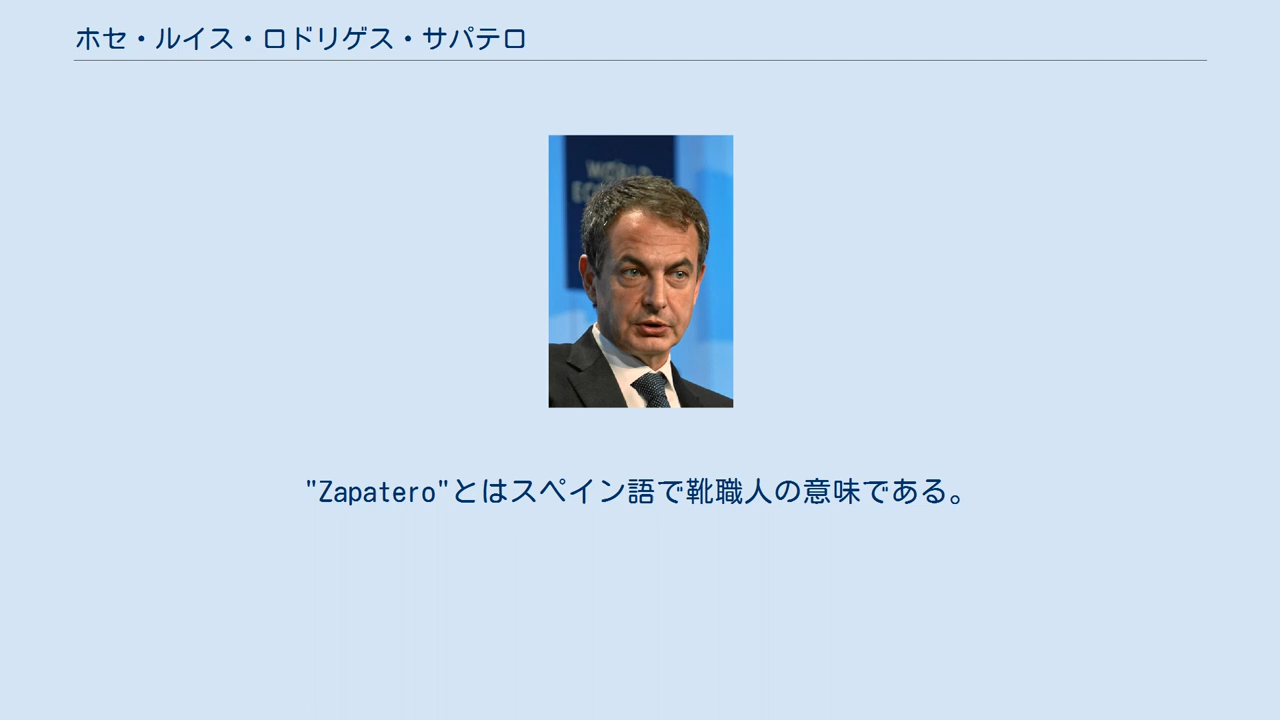 ホセ・ルイス・ロドリゲス・サパテロ
WORLD
"Zapatero"とはスペイン語で靴職人の意味である。